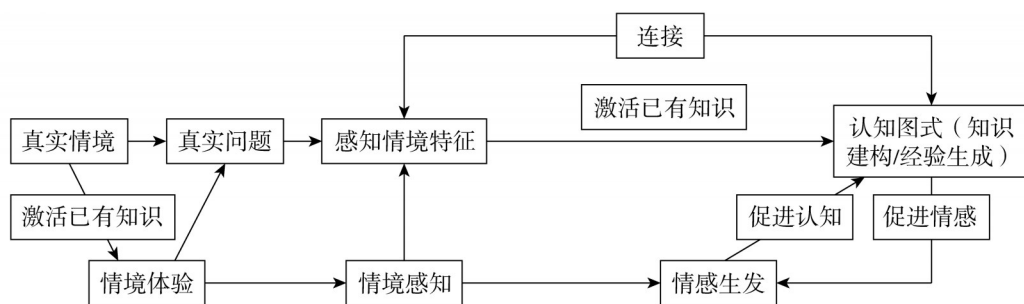 连接
激活已有知识
真实情境
真实问题
感知情境特征
认知图式（知识
建构/经验生成）
激活已有知识
促进认知
促进情感
情境体验
情境感知
情感生发